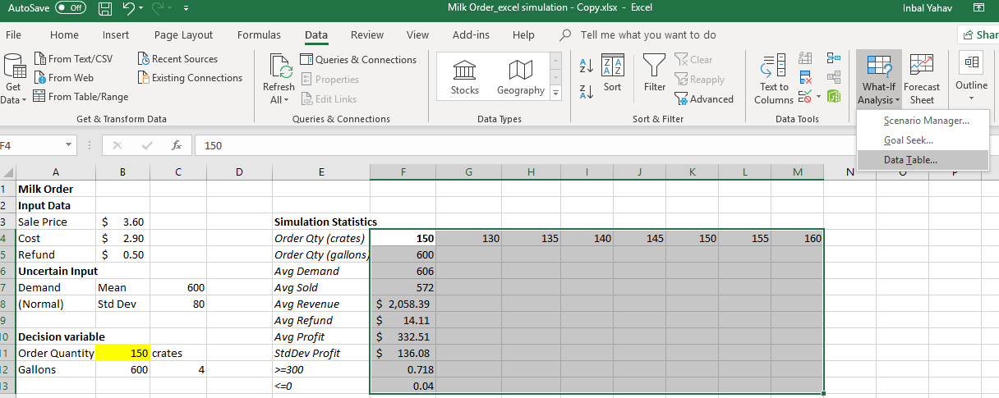 AutoSave Off Milk Order_excel simulation - Copy.xlsx - Excel Inbal Yahav
File Home Insert Page Layout Formulas Data Review View Add-ins Help Tell me what you want to do Shar
From Text/CSV Recent Sources Queries & Connections Clear
Get Data From Web Existing Connections Refresh All Properties Stocks Geography Sort Filter Reapply Text to Columns What-If Analysis Forecast Sheet Outline
From Table/Range Edit Links Advanced
Get & Transform Data Queries & Connections Data Types Sort & Filter Data Tools
Scenario Manager...
Goal Seek...
Data Table...
F4 fx 150
A B C D E F G H I J K L M N O P
1 Milk Order
2 Input Data
3 Sale Price $ 3.60 Simulation Statistics
4 Cost $ 2.90 Order Qty (crates) 150 130 135 140 145 150 155 160
5 Refund $ 0.50 Order Qty (gallons) 600
6 Uncertain Input Avg Demand 606
7 Demand Mean 600 Avg Sold 572
8 (Normal) Std Dev 80 Avg Revenue $ 2,058.39
9 Avg Refund $ 14.11
10 Decision variable Avg Profit $ 332.51
11 Order Quantity 150 crates StdDev Profit $ 136.08
12 Gallons 600 4 >=300 0.718
13 <=0 0.04